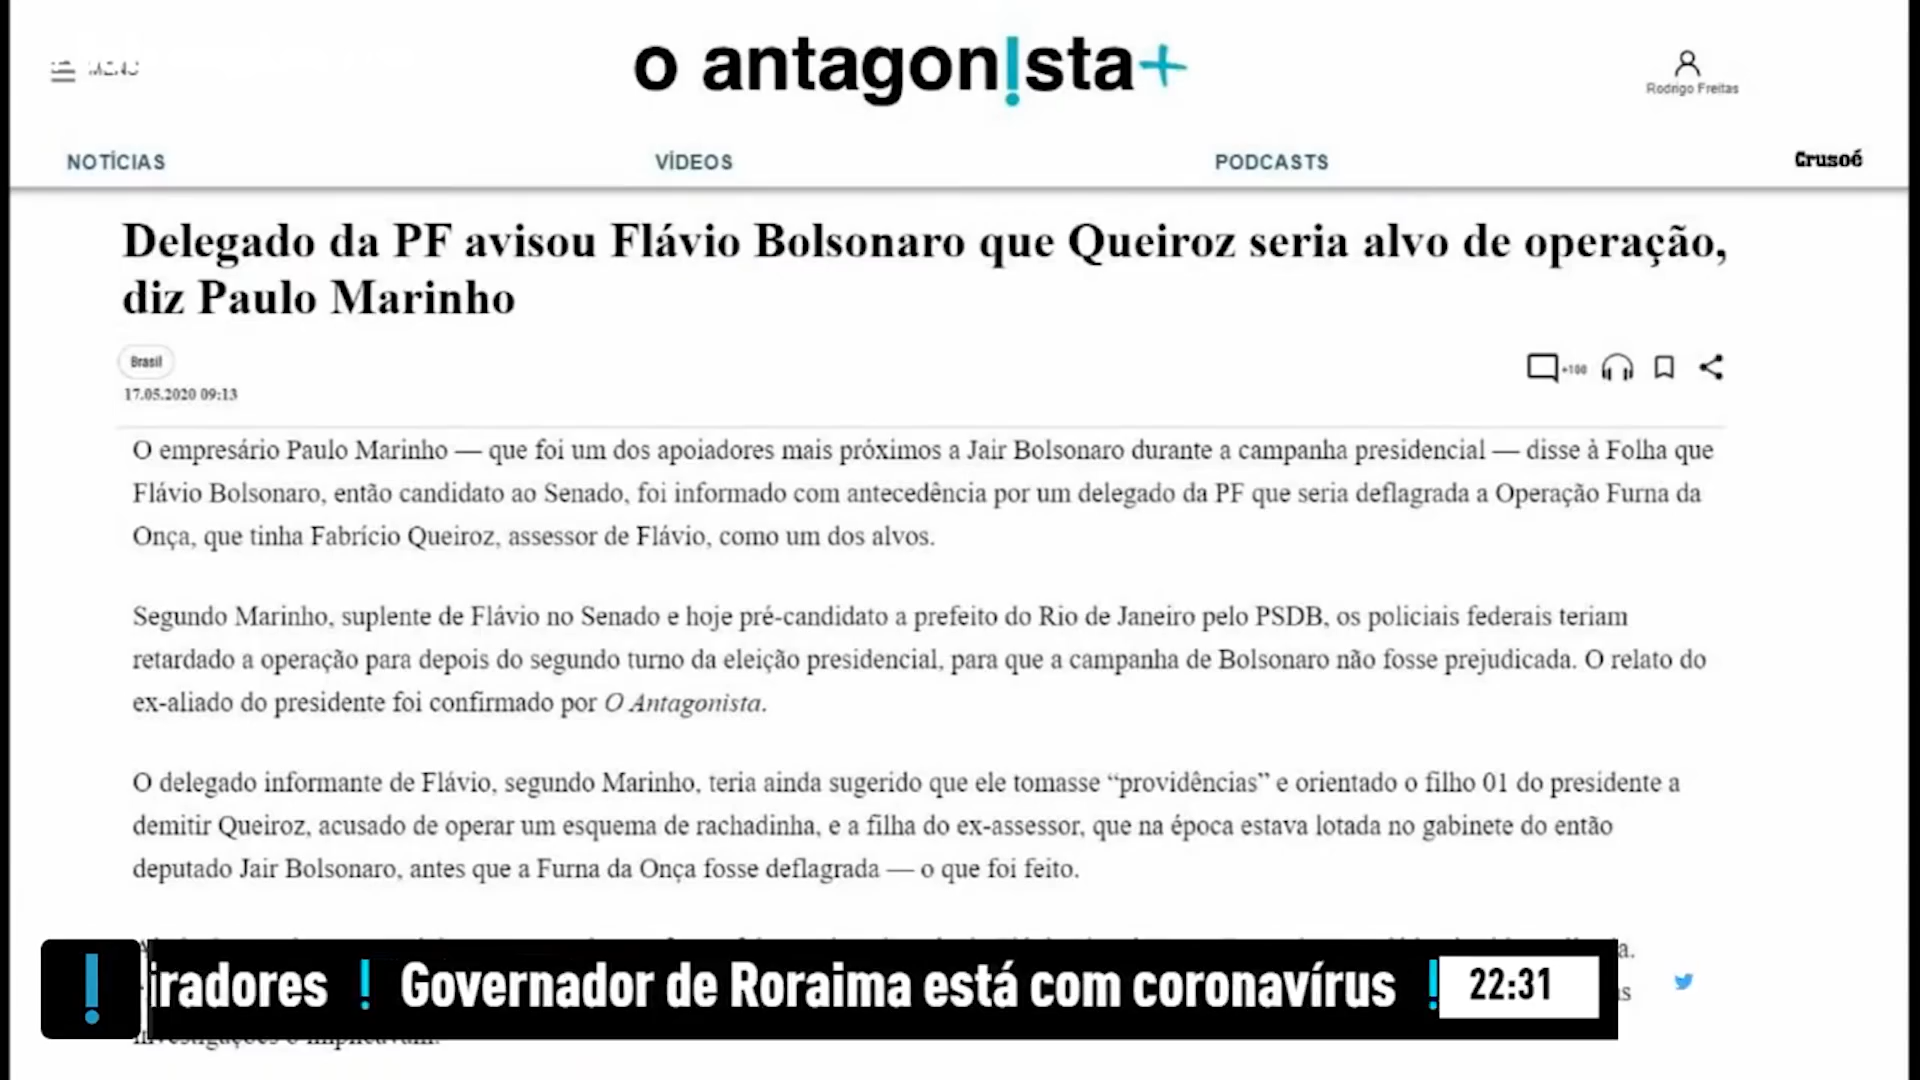 MENU
o antagon!sta+
Rodrigo Freitas
NOTÍCIAS
VÍDEOS
PODCASTS
Crusoé
Delegado da PF avisou Flávio Bolsonaro que Queiroz seria alvo de operação,
diz Paulo Marinho
Brasil
+100
17.05.2020 09:13
O empresário Paulo Marinho — que foi um dos apoiadores mais próximos a Jair Bolsonaro durante a campanha presidencial — disse à Folha que
Flávio Bolsonaro, então candidato ao Senado, foi informado com antecedência por um delegado da PF que seria deflagrada a Operação Furna da
Onça, que tinha Fabrício Queiroz, assessor de Flávio, como um dos alvos.
Segundo Marinho, suplente de Flávio no Senado e hoje pré-candidato a prefeito do Rio de Janeiro pelo PSDB, os policiais federais teriam
retardado a operação para depois do segundo turno da eleição presidencial, para que a campanha de Bolsonaro não fosse prejudicada. O relato do
ex-aliado do presidente foi confirmado por O Antagonista.
O delegado informante de Flávio, segundo Marinho, teria ainda sugerido que ele tomasse “providências” e orientado o filho 01 do presidente a
demitir Queiroz, acusado de operar um esquema de rachadinha, e a filha do ex-assessor, que na época estava lotada no gabinete do então
deputado Jair Bolsonaro, antes que a Furna da Onça fosse deflagrada — o que foi feito.
! iradores ! Governador de Roraima está com coronavírus ! 22:31